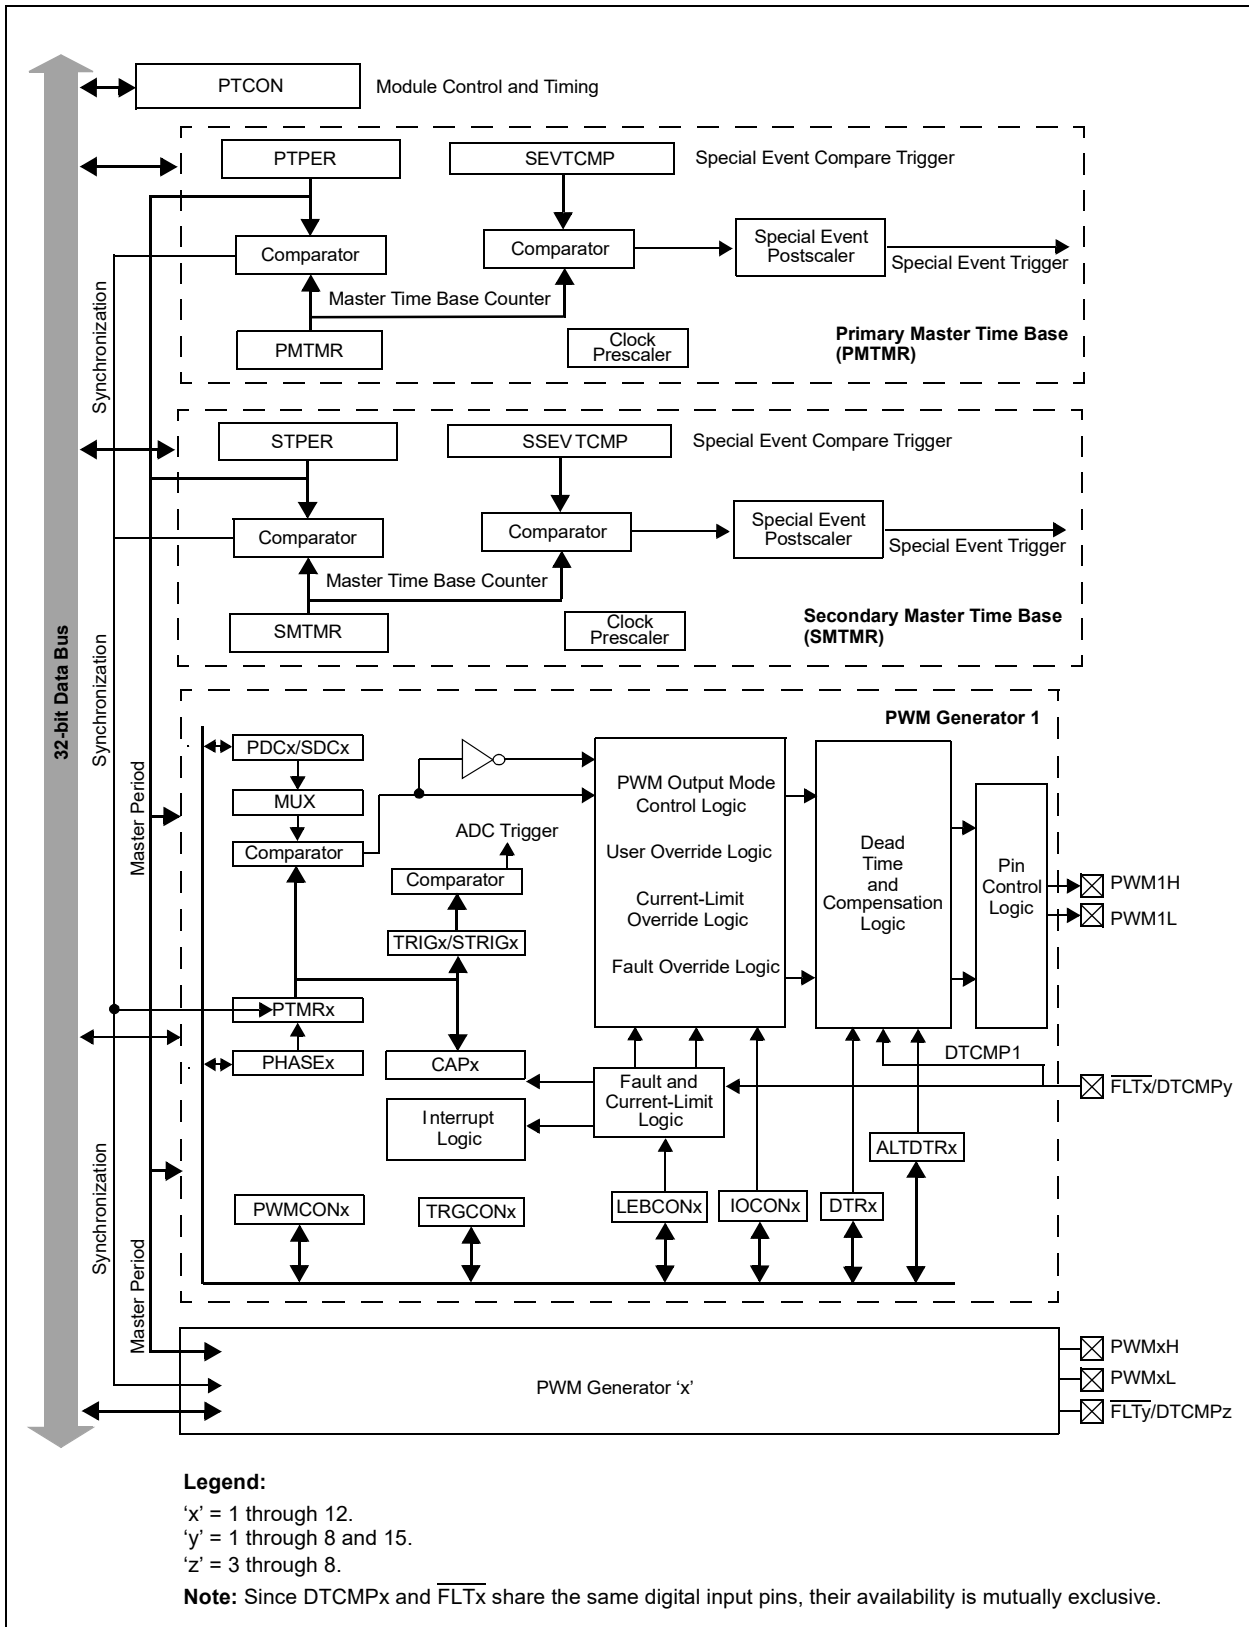 PTCON
Module Control and Timing
PTPER
SEVTCMP
Special Event Compare Trigger
Comparator
Comparator
Special Event
Postscaler
Special Event Trigger
Master Time Base Counter
PMTMR
Clock
Prescaler
Primary Master Time Base
(PMTMR)
Synchronization
STPER
SSEVTCMP
Special Event Compare Trigger
Comparator
Comparator
Special Event
Postscaler
Special Event Trigger
Master Time Base Counter
SMTMR
Clock
Prescaler
Secondary Master Time Base
(SMTMR)
32-bit Data Bus
Synchronization
Master Period
PWM Generator 1
PDCx/SDCx
MUX
Comparator
ADC Trigger
Comparator
TRIGx/STRIGx
PTMRx
PHASEx
CAPx
Interrupt
Logic
PWM Output Mode
Control Logic
User Override Logic
Current-Limit
Override Logic
Fault Override Logic
Dead
Time
and
Compensation
Logic
Pin
Control
Logic
PWM1H
PWM1L
DTCMP1
Fault and
Current-Limit
Logic
FLTx/DTCMPy
ALTDTRx
PWMCONx
TRGCONx
LEBCONx
IOCONx
DTRx
Synchronization
Master Period
PWM Generator ‘x’
PWMxH
PWMxL
FLTy/DTCMPz
Legend:
‘x’ = 1 through 12.
‘y’ = 1 through 8 and 15.
‘z’ = 3 through 8.
Note: Since DTCMPx and FLTx share the same digital input pins, their availability is mutually exclusive.